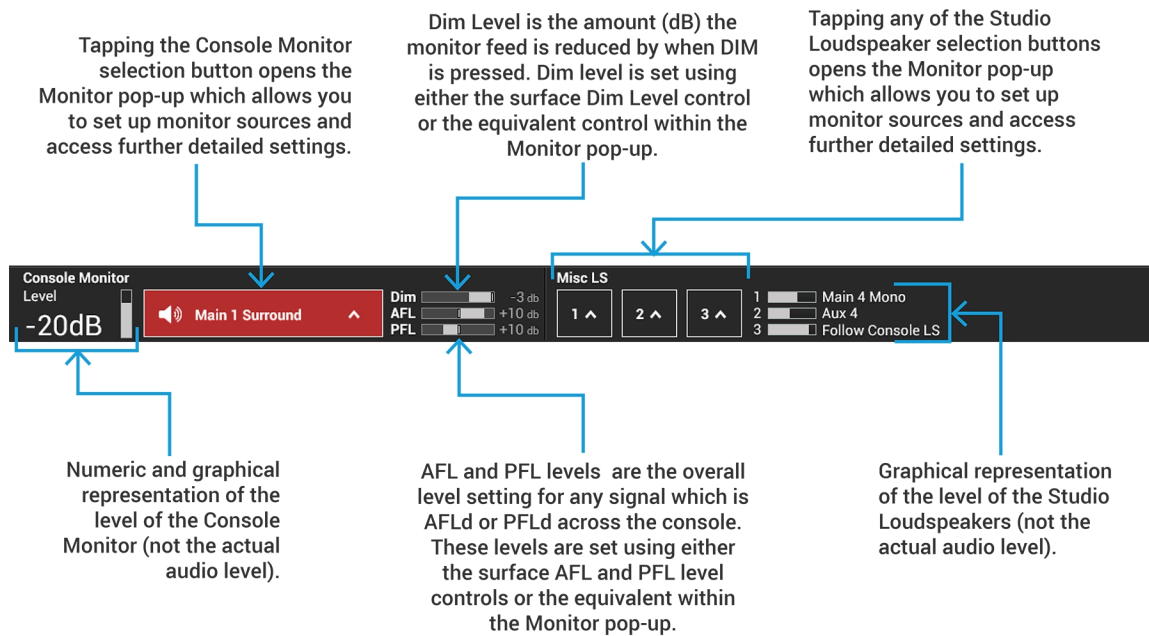 Tapping the Console Monitor
selection button opens the
Monitor pop-up which allows you
to set up monitor sources and
access further detailed settings.
Dim Level is the amount (dB) the
monitor feed is reduced by when DIM
is pressed. Dim level is set using
either the surface Dim Level control
or the equivalent control within the
Monitor pop-up.
Tapping any of the Studio
Loudspeaker selection buttons
opens the Monitor pop-up
which allows you to set up
monitor sources and access
further detailed settings.
Console Monitor
Level
-20dB
Main 1 Surround
Dim -3 db
AFL +10 db
PFL +10 db
Misc LS
1
2
3
1 Main 4 Mono
2 Aux 4
3 Follow Console LS
Numeric and graphical
representation of the
level of the Console
Monitor (not the actual
audio level).
AFL and PFL levels are the overall
level setting for any signal which is
AFLd or PFLd across the console.
These levels are set using either
the surface AFL and PFL level
controls or the equivalent within
the Monitor pop-up.
Graphical representation
of the level of the Studio
Loudspeakers (not the
actual audio level).